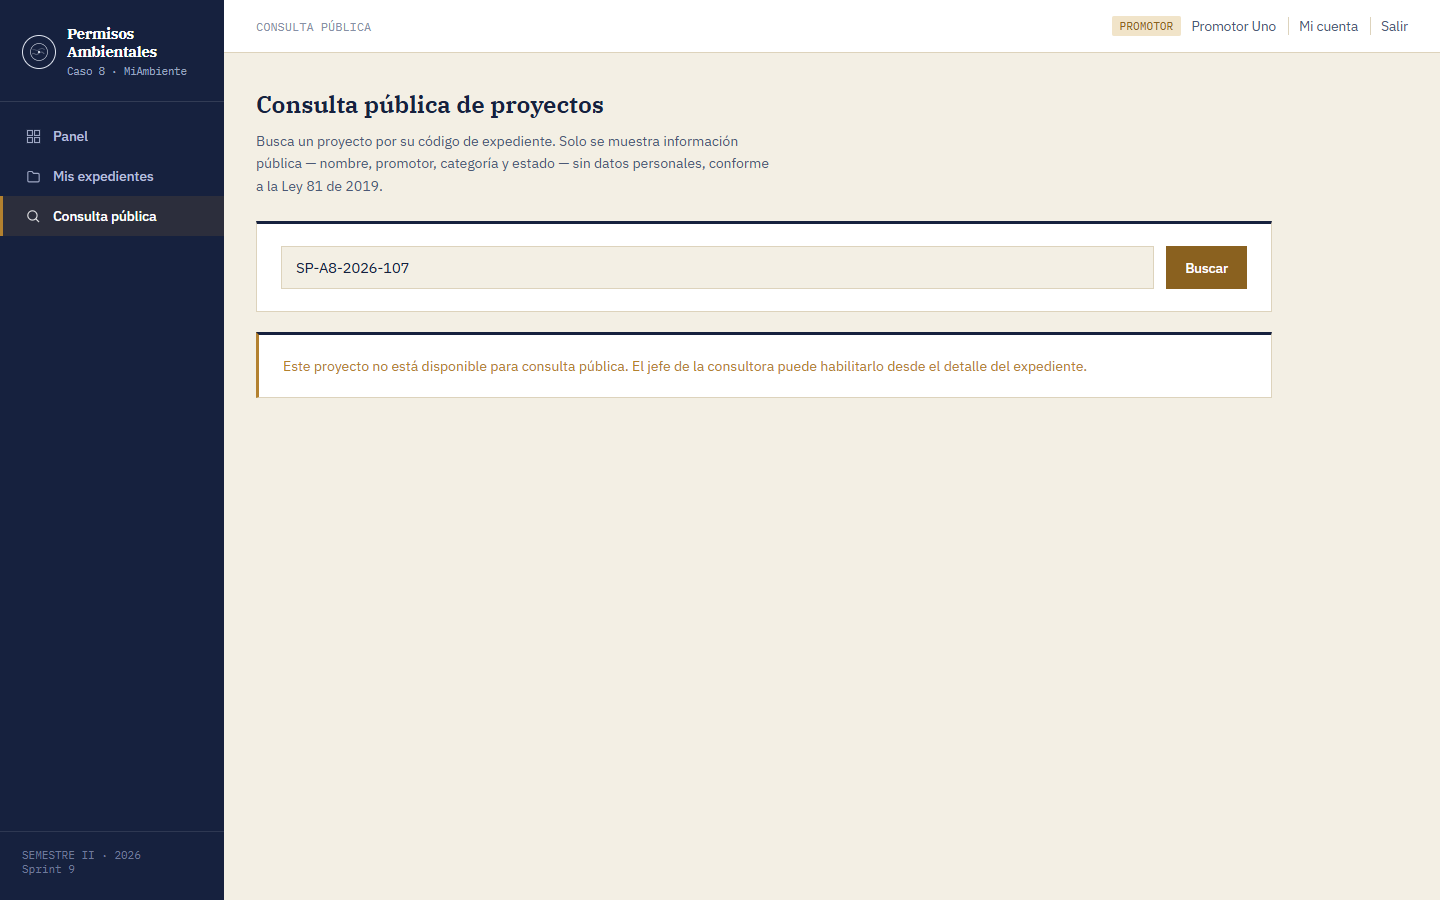 Permisos
Ambientales
Caso 8 · MiAmbiente
Panel
Mis expedientes
Consulta pública
SEMESTRE II · 2026
Sprint 9
CONSULTA PÚBLICA
PROMOTOR Promotor Uno Mi cuenta Salir
Consulta pública de proyectos
Busca un proyecto por su código de expediente. Solo se muestra información
pública — nombre, promotor, categoría y estado — sin datos personales, conforme
a la Ley 81 de 2019.
SP-A8-2026-107
Buscar
Este proyecto no está disponible para consulta pública. El jefe de la consultora puede habilitarlo desde el detalle del expediente.